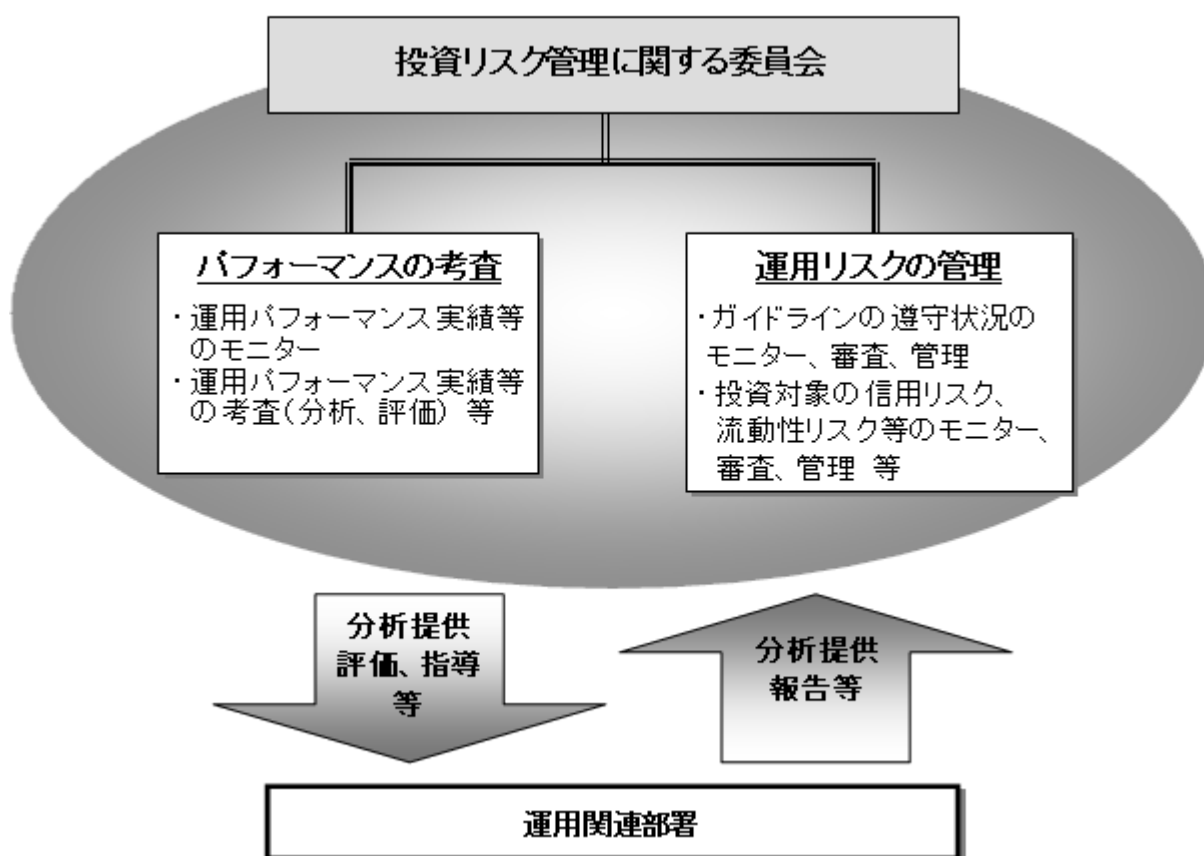 投資リスク管理に関する委員会
パフォーマンスの考査
・運用パフォーマンス実績等
のモニター
・運用パフォーマンス実績等
の考査(分析、評価) 等
運用リスクの管理
・ガイドラインの遵守状況の
モニター、審査、管理
・投資対象の信用リスク、
流動性リスク等のモニター、
審査、管理 等
分析提供
評価、指導
等
分析提供
報告等
運用関連部署